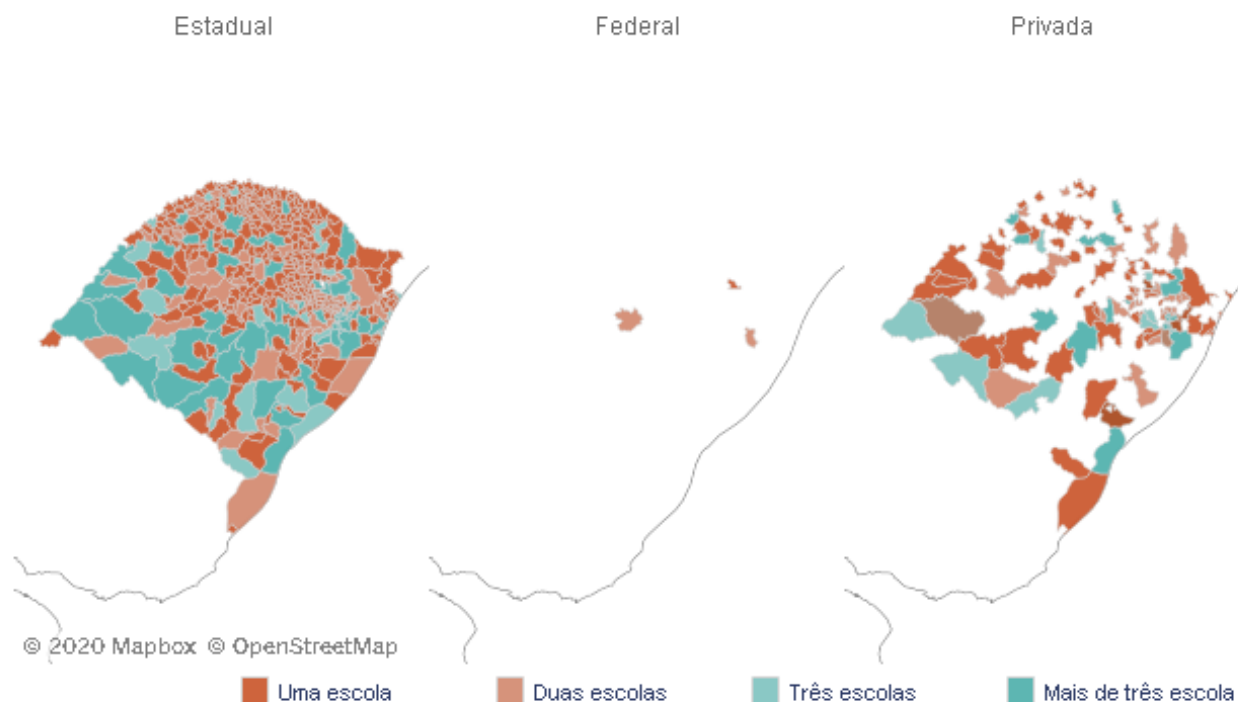 Estadual Federal Privada
© 2020 Mapbox © OpenStreetMap
Uma escola Duas escolas Três escolas Mais de três escola